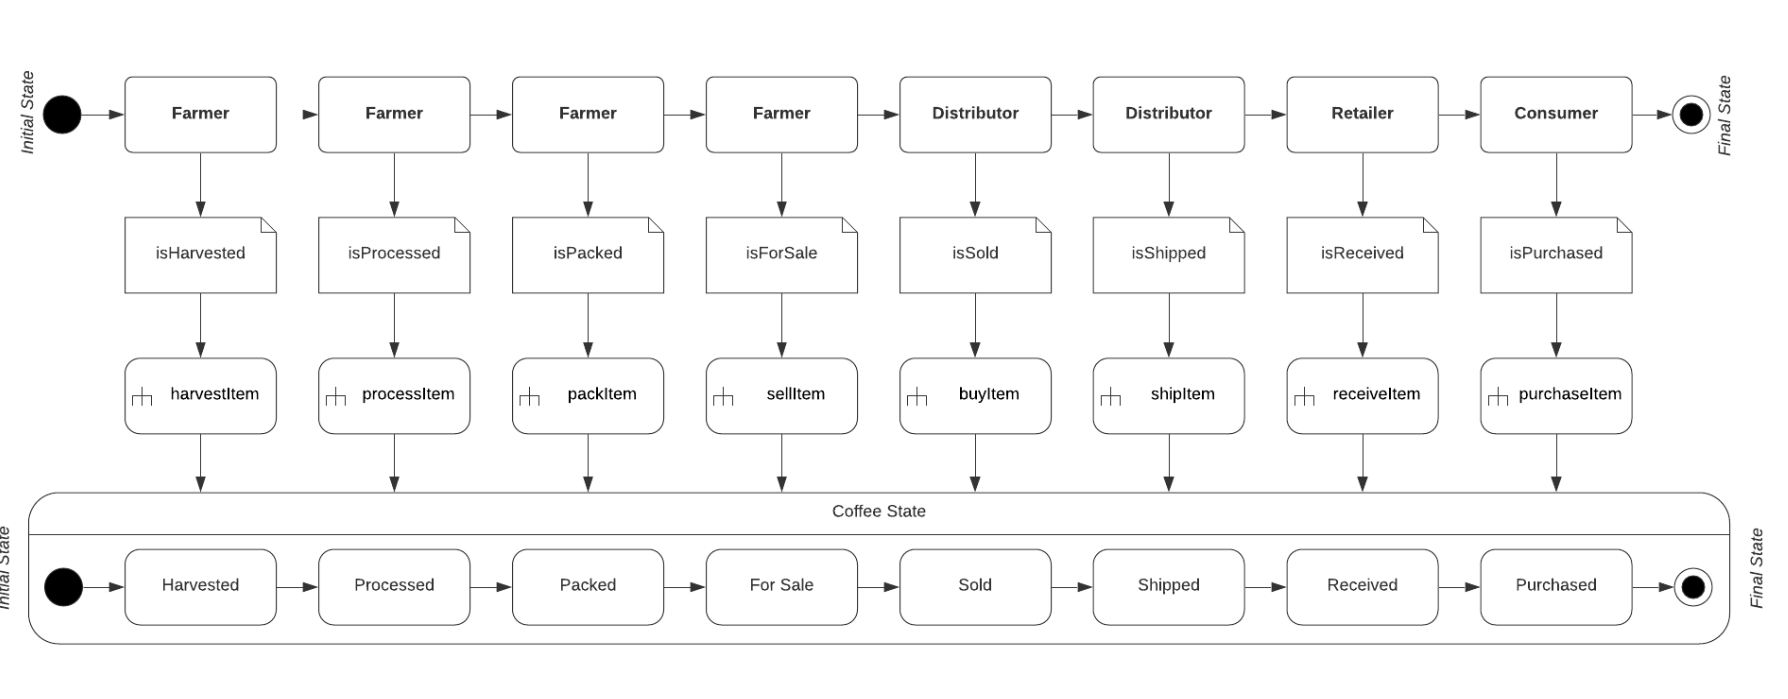 Initial State
Farmer
Farmer
Farmer
Farmer
Distributor
Distributor
Retailer
Consumer
Final State
isHarvested
isProcessed
isPacked
isForSale
isSold
isShipped
isReceived
isPurchased
harvestItem
processItem
packItem
sellItem
buyItem
shipItem
receiveItem
purchaseItem
Coffee State
Initial State
Harvested
Processed
Packed
For Sale
Sold
Shipped
Received
Purchased
Final State